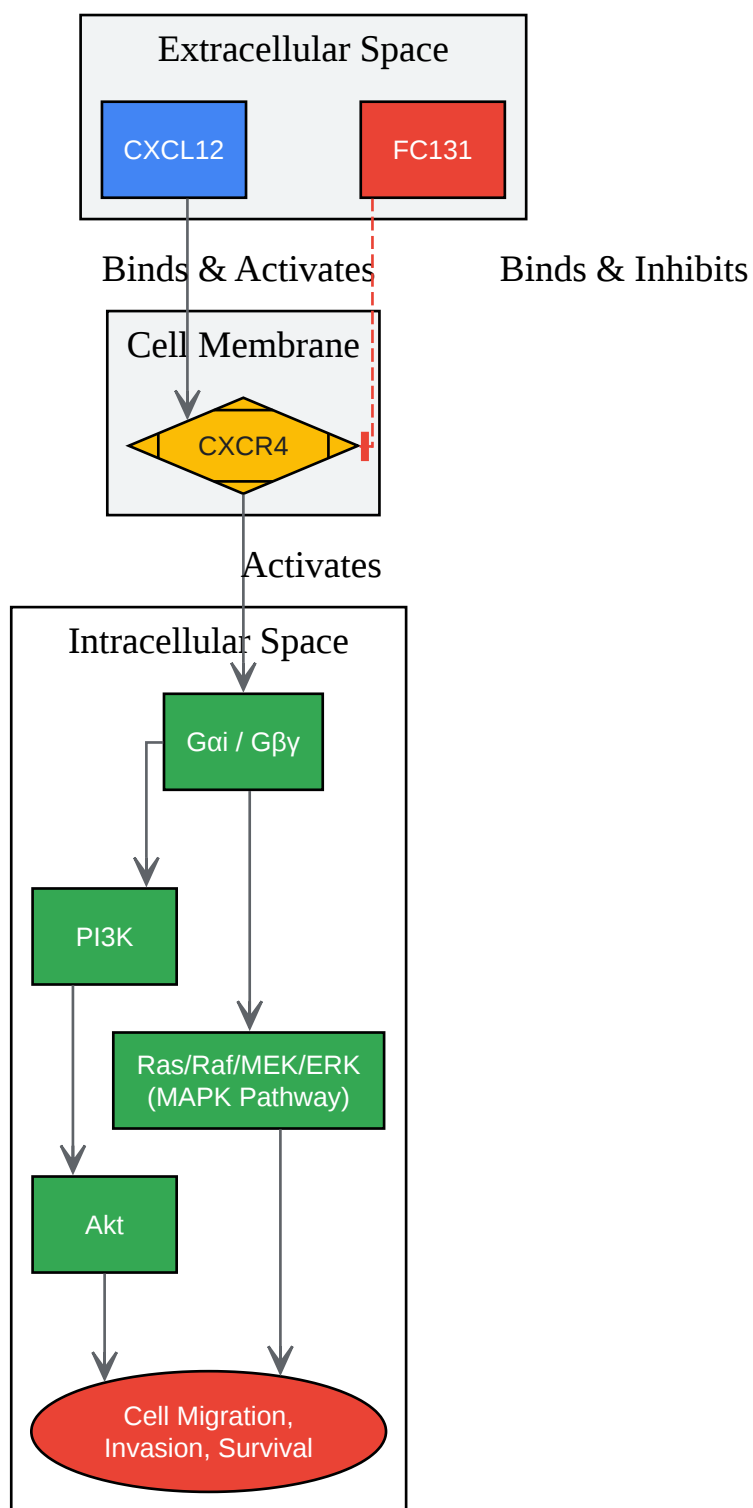 Extracellular Space
CXCL12
FC131
Binds & Activates
Binds & Inhibits
Cell Membrane
CXCR4
Activates
Intracellular Space
Gαi / Gβγ
PI3K
Ras/Raf/MEK/ERK
(MAPK Pathway)
Akt
Cell Migration,
Invasion, Survival